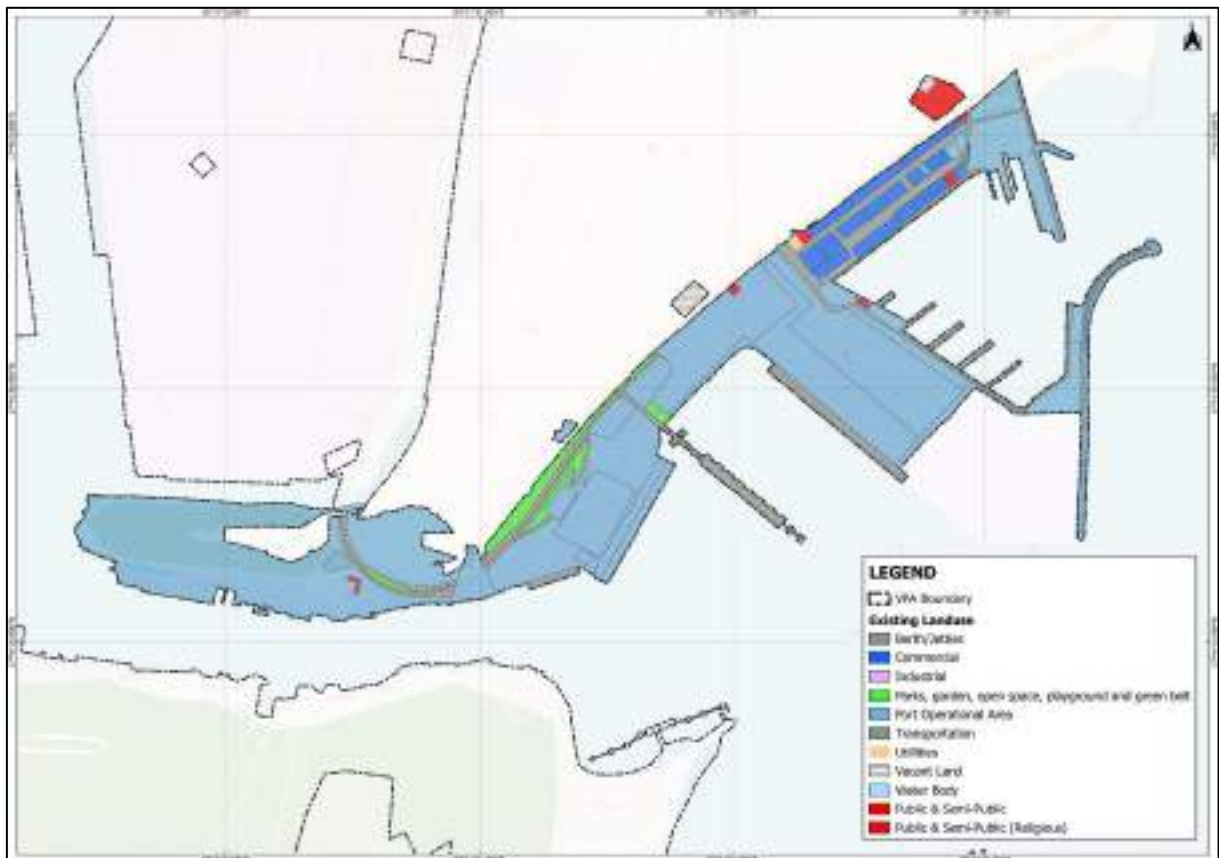 LEGEND
VPA Boundary
Existing Landuse
Berth/Jetties
Commercial
Industrial
Parks, garden, open space, playground and green belt
Port Operational Area
Transportation
Utilities
Vacant Land
Water Body
Public & Semi-Public
Public & Semi-Public (Religious)